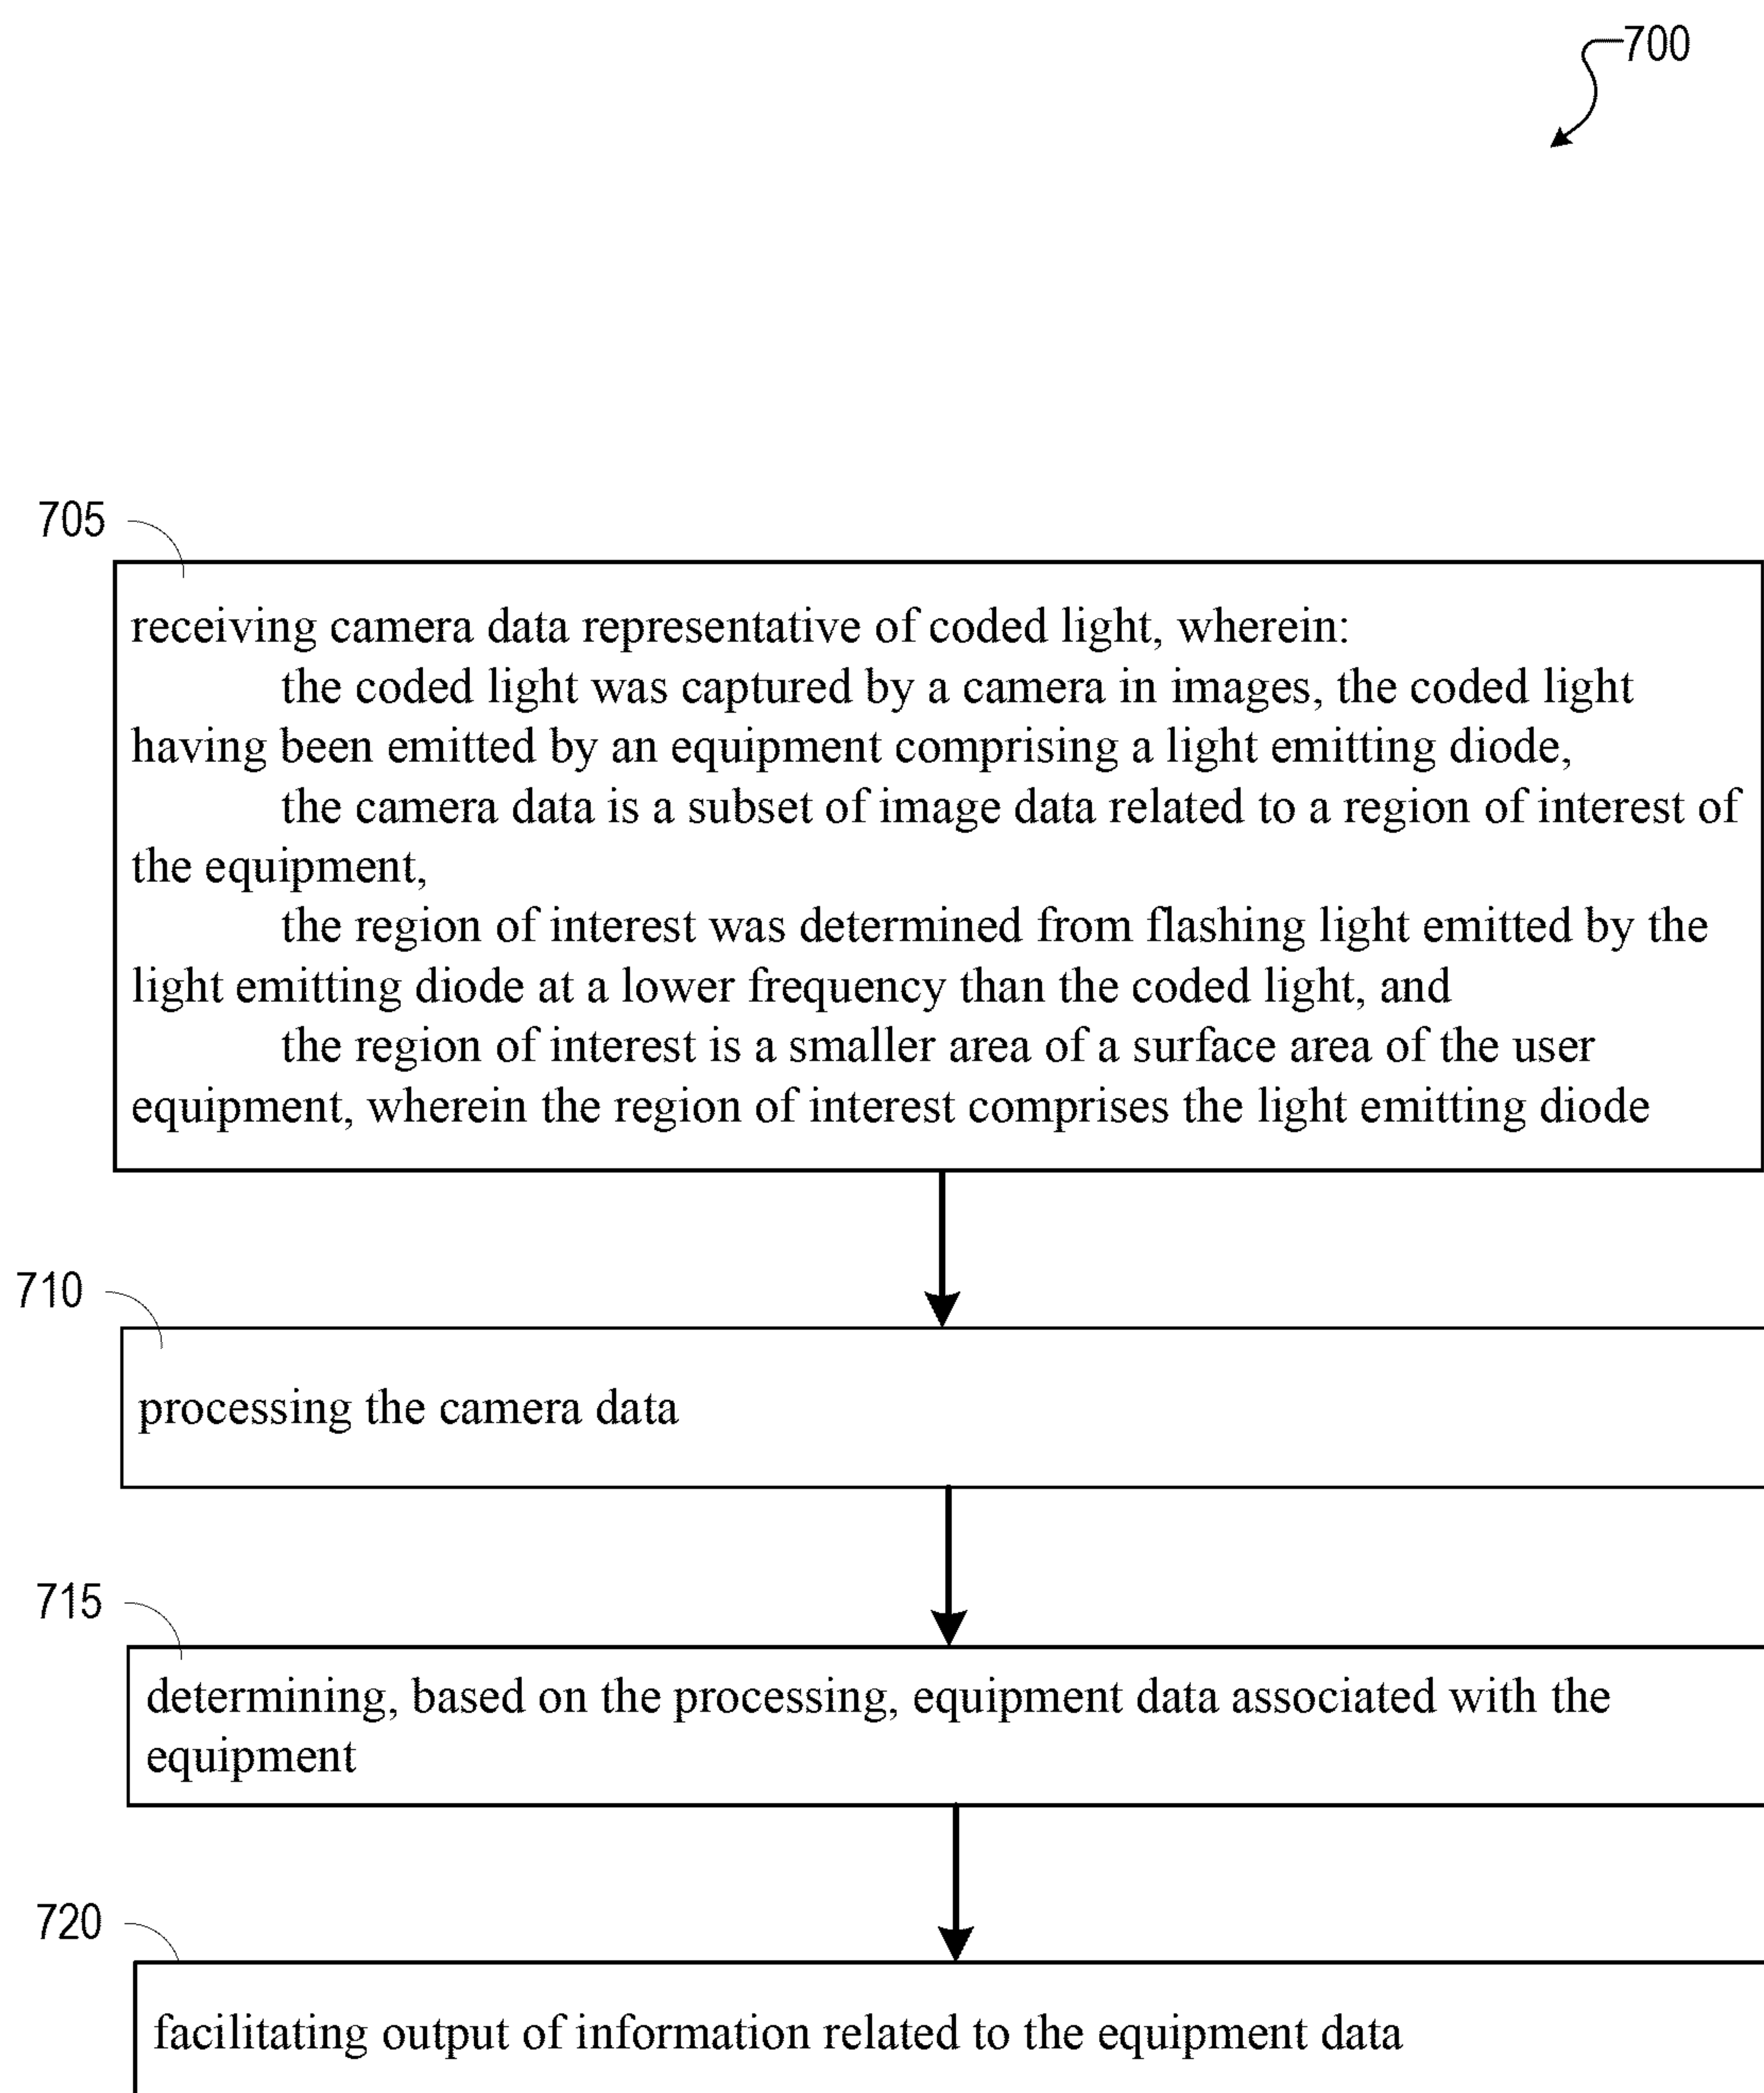 700
705
receiving camera data representative of coded light, wherein:
the coded light was captured by a camera in images, the coded light
having been emitted by an equipment comprising a light emitting diode,
the camera data is a subset of image data related to a region of interest of
the equipment,
the region of interest was determined from flashing light emitted by the
light emitting diode at a lower frequency than the coded light, and
the region of interest is a smaller area of a surface area of the user
equipment, wherein the region of interest comprises the light emitting diode
710
processing the camera data
715
determining, based on the processing, equipment data associated with the
equipment
720
facilitating output of information related to the equipment data